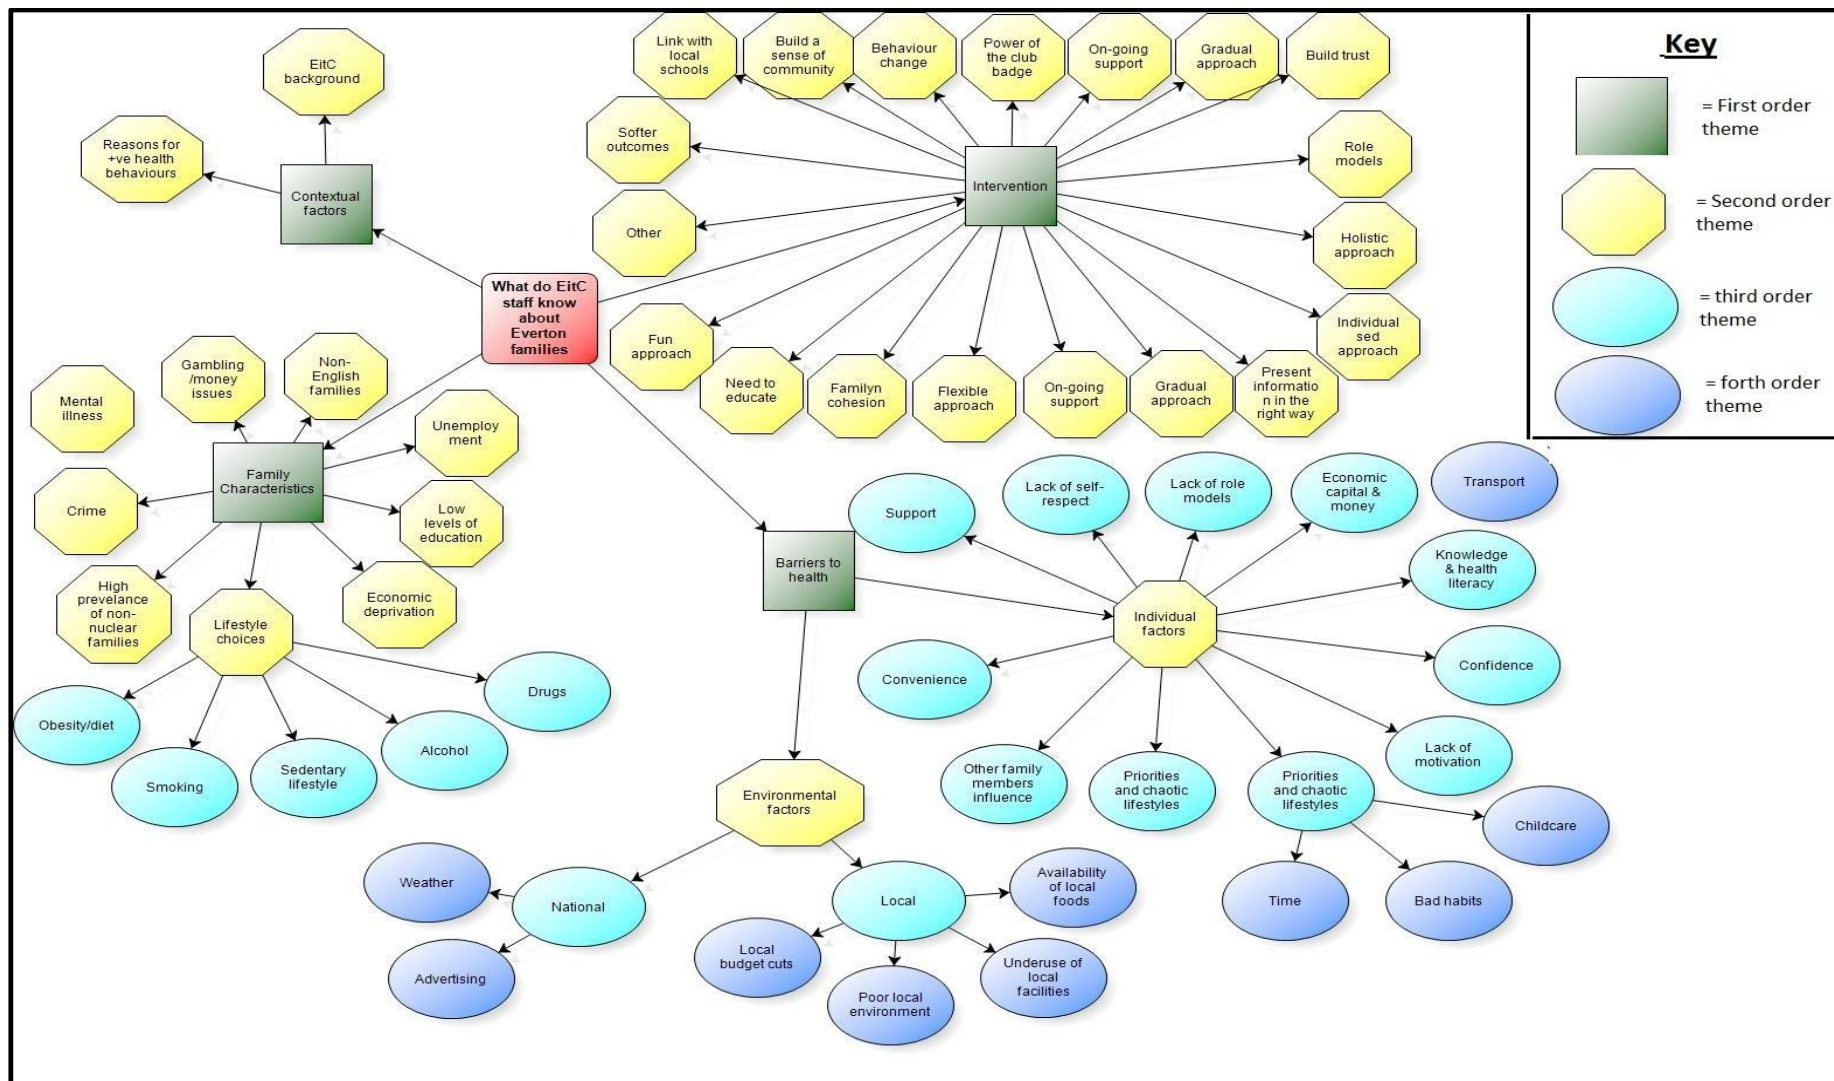 Key
= First order
theme
= Second order
theme
= third order
theme
= forth order
theme
EitC
background
Reasons for
+ve health
behaviours
Contextual
factors
Link with
local
schools
Build a
sense of
community
Behaviour
change
Power of
the club
badge
On-going
support
Gradual
approach
Build trust
Softer
outcomes
Other
Intervention
Role
models
Holistic
approach
Individuali
sed
approach
Fun
approach
Need to
educate
Familyn
cohesion
Flexible
approach
On-going
support
Gradual
approach
Present
informatio
n in the
right way
What do EitC
staff know
about
Everton
families
Mental
illness
Gambling
/money
issues
Non-
English
families
Unemploy
ment
Family
Characteristics
Crime
Low
levels of
education
High
prevelance
of non-
nuclear
families
Lifestyle
choices
Economic
deprivation
Obesity/diet
Smoking
Sedentary
lifestyle
Alcohol
Drugs
Barriers to
health
Support
Lack of self-
respect
Lack of role
models
Economic
capital &
money
Transport
Knowledge
& health
literacy
Individual
factors
Convenience
Confidence
Other family
members
influence
Priorities
and chaotic
lifestyles
Priorities
and chaotic
lifestyles
Lack of
motivation
Childcare
Time
Bad habits
Environmental
factors
Weather
National
Advertising
Local
Availability
of local
foods
Local
budget cuts
Poor local
environment
Underuse of
local
facilities